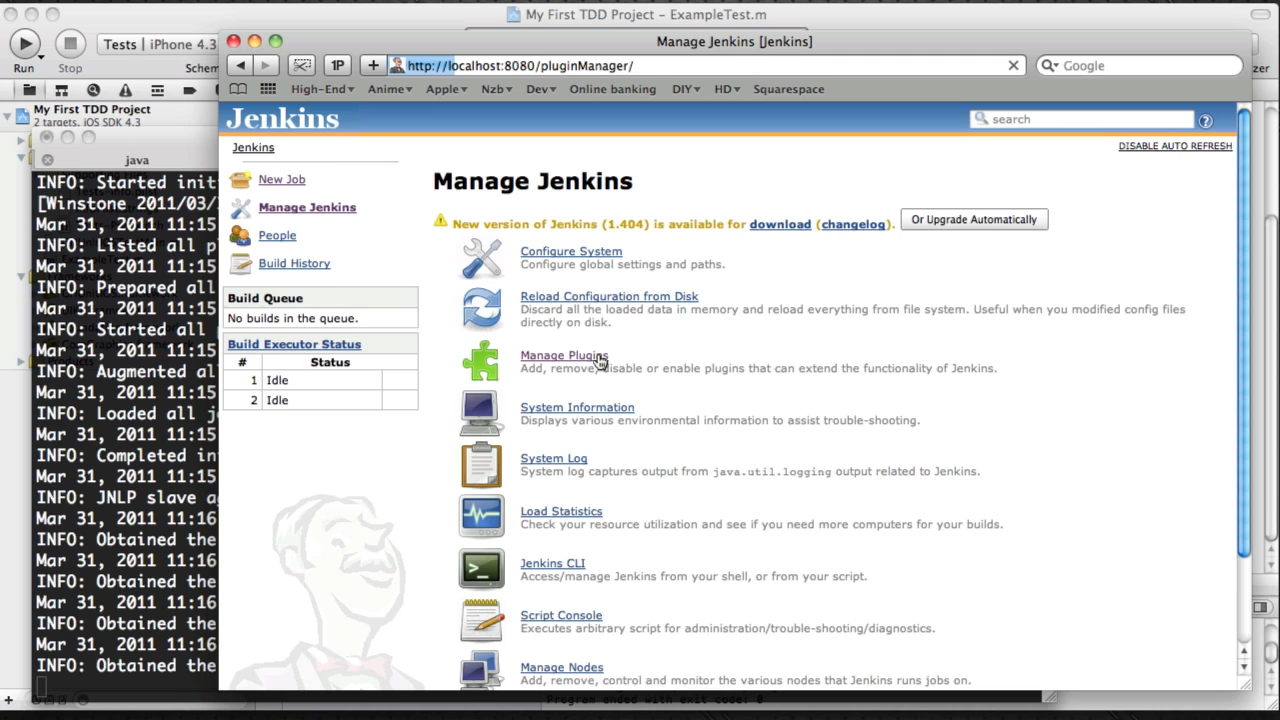 My First TDD Project – ExampleTest.m
Run
Stop
Tests | iPhone 4.3
Schem
zer
My First TDD Project
2 targets, iOS SDK 4.3
java
INFO: Started init
[Winstone 2011/03/
Mar 31, 2011 11:15
INFO: Listed all p
Mar 31, 2011 11:15
INFO: Prepared all
Mar 31, 2011 11:15
INFO: Started all
Mar 31, 2011 11:15
INFO: Augmented al
Mar 31, 2011 11:15
INFO: Loaded all j
Mar 31, 2011 11:15
INFO: Completed in
Mar 31, 2011 11:15
INFO: JNLP slave a
Mar 31, 2011 11:16
INFO: Obtained the
Mar 31, 2011 11:16
INFO: Obtained the
Mar 31, 2011 11:16
INFO: Obtained the
Mar 31, 2011 11:16
INFO: Obtained the
Manage Jenkins [Jenkins]
1P
http://localhost:8080/pluginManager/
Google
High-End Anime Apple Nzb Dev Online banking DIY HD Squarespace
Jenkins
search
Jenkins
DISABLE AUTO REFRESH
New Job
Manage Jenkins
People
Build History
Build Queue
No builds in the queue.
Build Executor Status
# Status
1 Idle
2 Idle
Manage Jenkins
New version of Jenkins (1.404) is available for download (changelog).
Or Upgrade Automatically
Configure System
Configure global settings and paths.
Reload Configuration from Disk
Discard all the loaded data in memory and reload everything from file system. Useful when you modified config files
directly on disk.
Manage Plugins
Add, remove, disable or enable plugins that can extend the functionality of Jenkins.
System Information
Displays various environmental information to assist trouble-shooting.
System Log
System log captures output from java.util.logging output related to Jenkins.
Load Statistics
Check your resource utilization and see if you need more computers for your builds.
Jenkins CLI
Access/manage Jenkins from your shell, or from your script.
Script Console
Executes arbitrary script for administration/trouble-shooting/diagnostics.
Manage Nodes
Add, remove, control and monitor the various nodes that Jenkins runs jobs on.
Program ended with exit code: 0